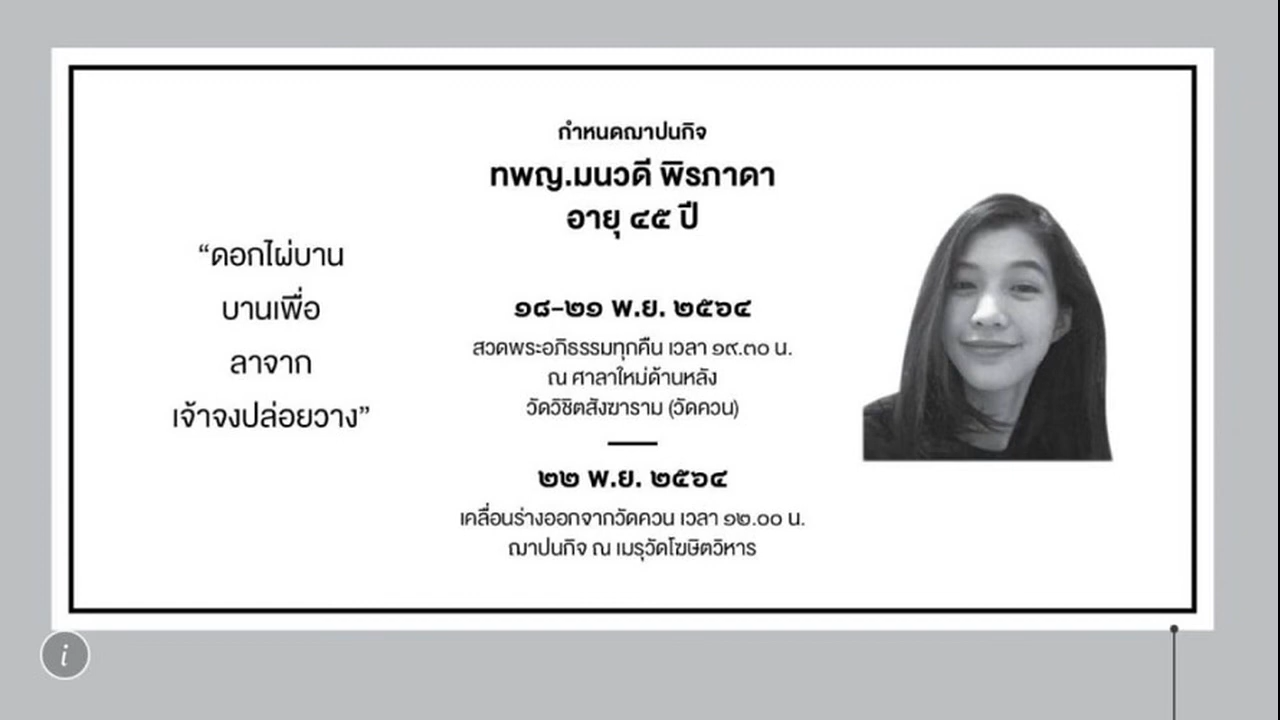 กำหนดฌาปนกิจ
ทพญ.มนวดี พิรภาดา
อายุ ๔๕ ปี
“ดอกไผ่บาน
บานเพื่อ
ลาจาก
เจ้าจงปล่อยวาง”
๑๘-๒๑ พ.ย. ๒๕๖๔
สวดพระอภิธรรมทุกคืน เวลา ๑๙.๓๐ น.
ณ ศาลาใหม่ด้านหลัง
วัดวิชิตสังฆาราม (วัดควน)
๒๒ พ.ย. ๒๕๖๔
เคลื่อนร่างออกจากวัดควน เวลา ๑๒.๐๐ น.
ฌาปนกิจ ณ เมรุวัดโฆษิตวิหาร
i